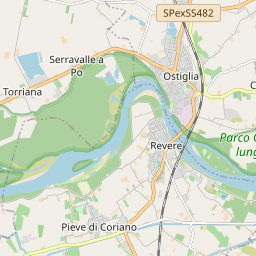 SPexSS482
Serravalle a
Po
Ostiglia
Torriana
C
Revere
Parco
lung
Pieve di Coriano